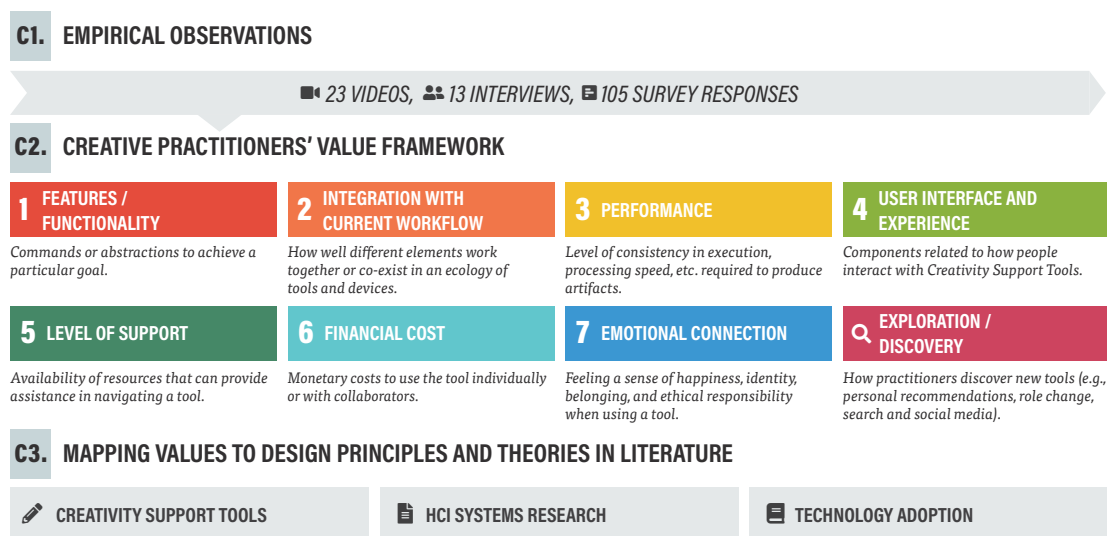 C1. EMPIRICAL OBSERVATIONS
23 VIDEOS, 13 INTERVIEWS, 105 SURVEY RESPONSES
C2. CREATIVE PRACTITIONERS' VALUE FRAMEWORK
1 FEATURES /
FUNCTIONALITY
Commands or abstractions to achieve a
particular goal.
2 INTEGRATION WITH
CURRENT WORKFLOW
How well different elements work
together or co-exist in an ecology of
tools and devices.
3 PERFORMANCE
Level of consistency in execution,
processing speed, etc. required to produce
artifacts.
4 USER INTERFACE AND
EXPERIENCE
Components related to how people
interact with Creativity Support Tools.
5 LEVEL OF SUPPORT
Availability of resources that can provide
assistance in navigating a tool.
6 FINANCIAL COST
Monetary costs to use the tool individually
or with collaborators.
7 EMOTIONAL CONNECTION
Feeling a sense of happiness, identity,
belonging, and ethical responsibility
when using a tool.
EXPLORATION /
DISCOVERY
How practitioners discover new tools (e.g.,
personal recommendations, role change,
search and social media).
C3. MAPPING VALUES TO DESIGN PRINCIPLES AND THEORIES IN LITERATURE
CREATIVITY SUPPORT TOOLS
HCI SYSTEMS RESEARCH
TECHNOLOGY ADOPTION